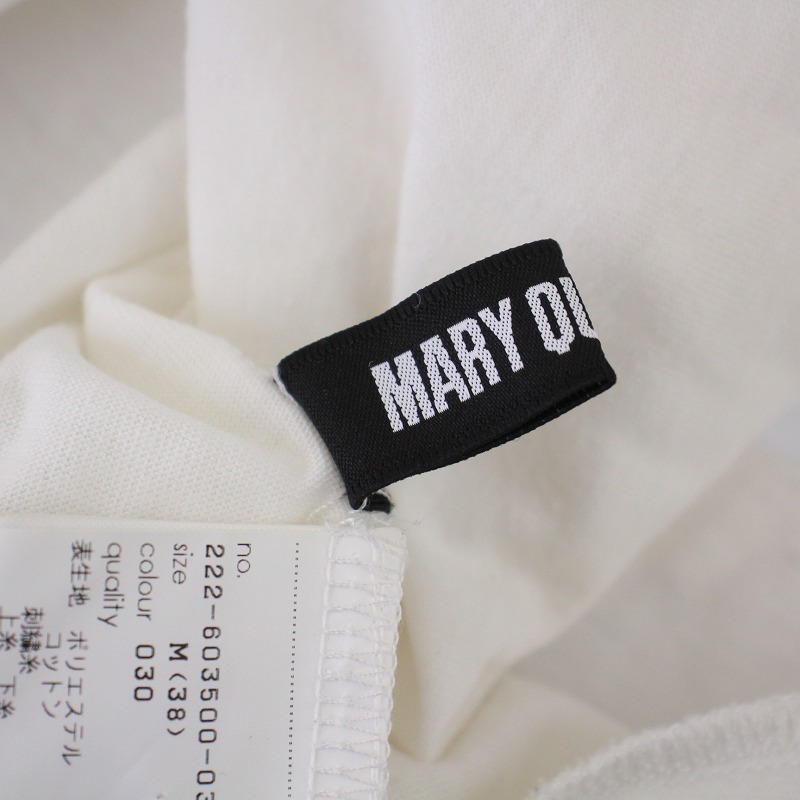 MARY QU
no.
222-603500-03
size M(38)
colour 030
quality
表生地 ポリエステル
コットン
刺繍糸
上糸 下糸